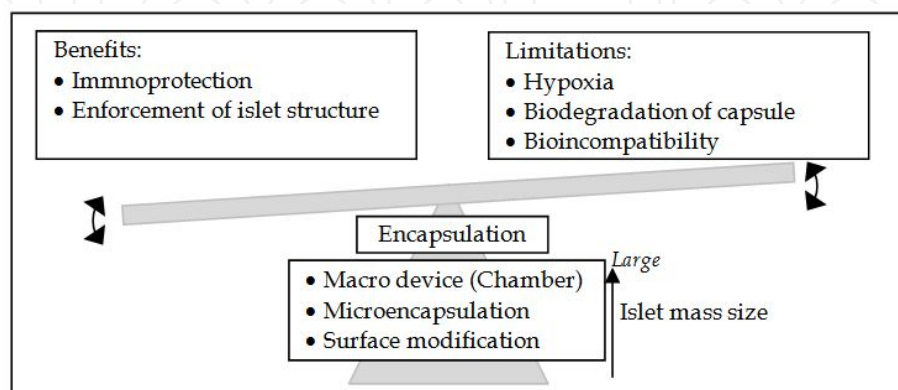 Benefits:
• Immnoprotection
• Enforcement of islet structure
Limitations:
• Hypoxia
• Biodegradation of capsule
• Bioincompatibility
Encapsulation
• Macro device (Chamber)
• Microencapsulation
• Surface modification
Large
Islet mass size